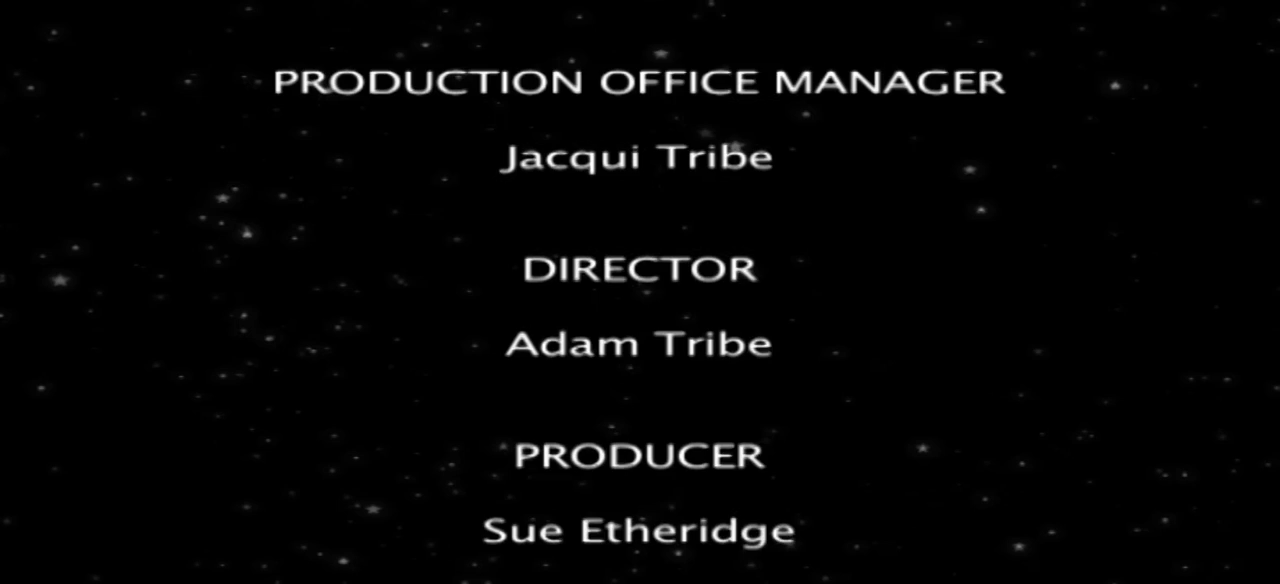 PRODUCTION OFFICE MANAGER
Jacqui Tribe
DIRECTOR
Adam Tribe
PRODUCER
Sue Etheridge